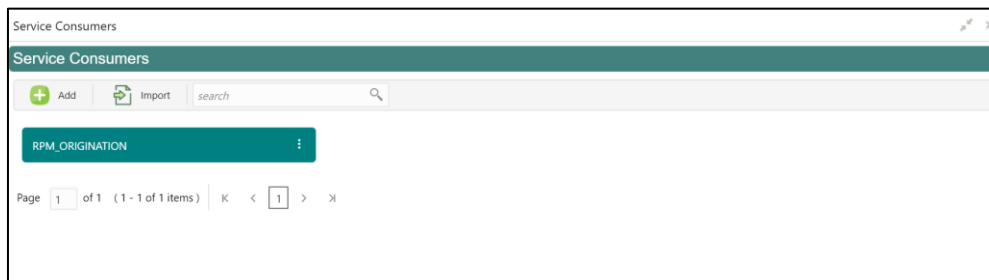 Service Consumers
Service Consumers
Add Import search
RPM_ORIGINATION
Page 1 of 1 (1 - 1 of 1 items) K < 1 > Ʞ